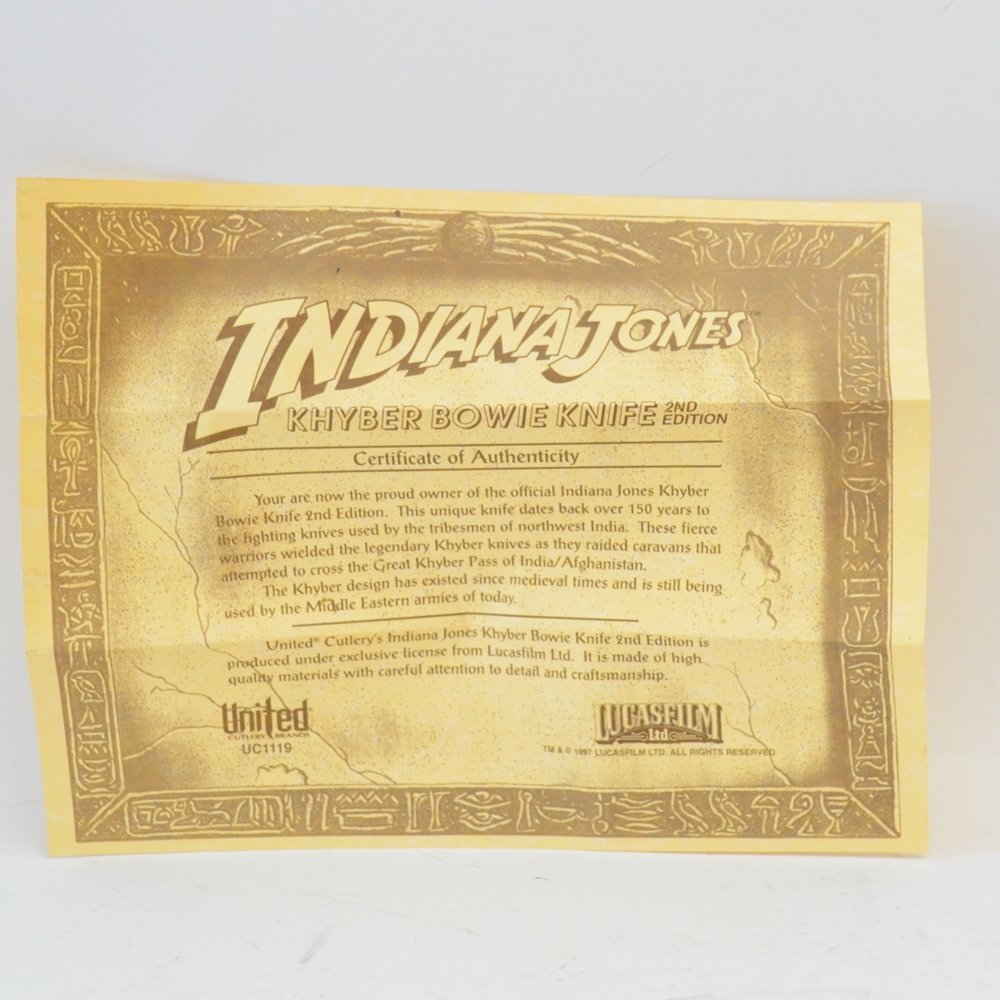 INDIANA JONES™
KHYBER BOWIE KNIFE 2ND EDITION
Certificate of Authenticity
Your are now the proud owner of the official Indiana Jones Khyber
Bowie Knife 2nd Edition. This unique knife dates back over 150 years to
the fighting knives used by the tribesmen of northwest India. These fierce
warriors wielded the legendary Khyber knives as they raided caravans that
attempted to cross the Great Khyber Pass of India/Afghanistan.
The Khyber design has existed since medieval times and is still being
used by the Middle Eastern armies of today.
United® Cutlery's Indiana Jones Khyber Bowie Knife 2nd Edition is
produced under exclusive license from Lucasfilm Ltd. It is made of high
quality materials with careful attention to detail and craftsmanship.
United
CUTLERY BRANDS
UC1119
LUCASFILM
Ltd
TM & © 1997 LUCASFILM LTD. ALL RIGHTS RESERVED